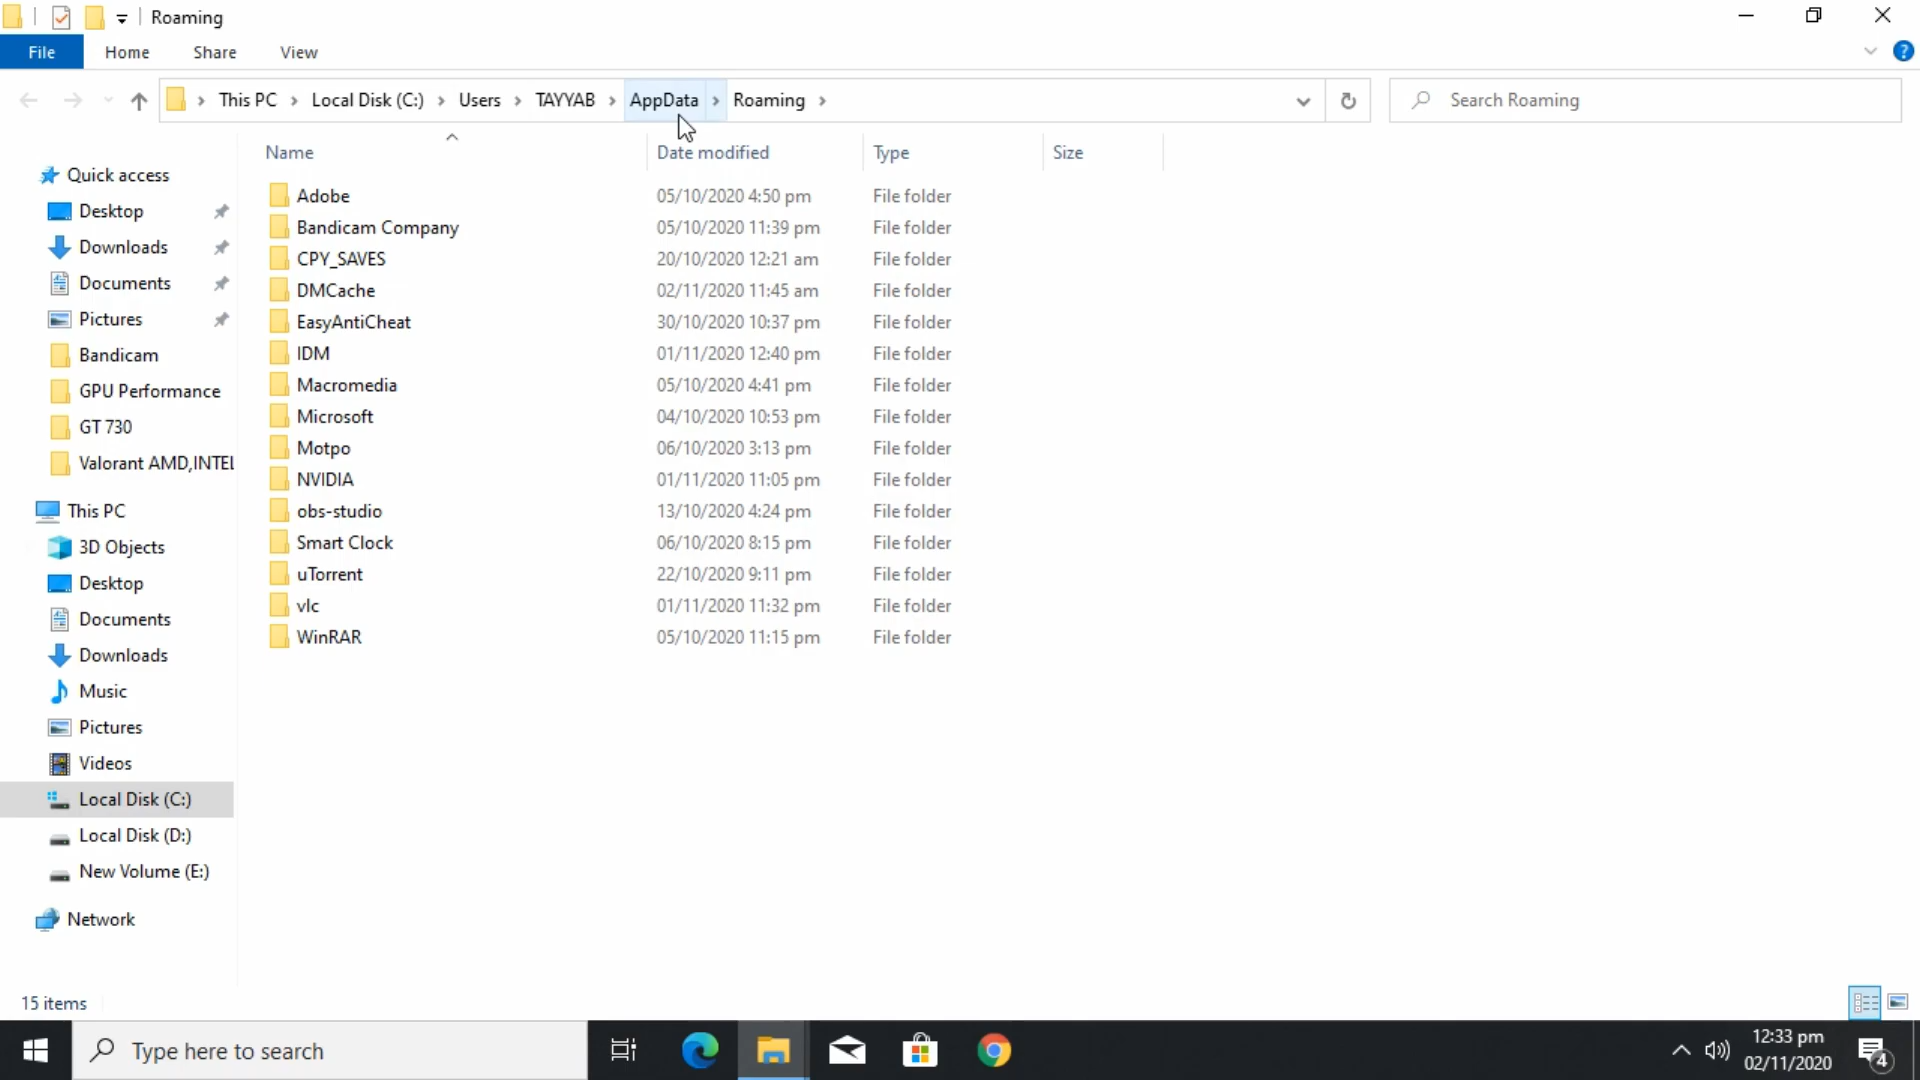 Roaming
File Home Share View
This PC Local Disk (C:) Users TAYYAB AppData Roaming
Search Roaming
Name Date modified Type Size
Quick access
Desktop
Downloads
Documents
Pictures
Bandicam
GPU Performance
GT 730
Valorant AMD,INTEL
This PC
3D Objects
Desktop
Documents
Downloads
Music
Pictures
Videos
Local Disk (C:)
Local Disk (D:)
New Volume (E:)
Network
Adobe 05/10/2020 4:50 pm File folder
Bandicam Company 05/10/2020 11:39 pm File folder
CPY_SAVES 20/10/2020 12:21 am File folder
DMCache 02/11/2020 11:45 am File folder
EasyAntiCheat 30/10/2020 10:37 pm File folder
IDM 01/11/2020 12:40 pm File folder
Macromedia 05/10/2020 4:41 pm File folder
Microsoft 04/10/2020 10:53 pm File folder
Motpo 06/10/2020 3:13 pm File folder
NVIDIA 01/11/2020 11:05 pm File folder
obs-studio 13/10/2020 4:24 pm File folder
Smart Clock 06/10/2020 8:15 pm File folder
uTorrent 22/10/2020 9:11 pm File folder
vlc 01/11/2020 11:32 pm File folder
WinRAR 05/10/2020 11:15 pm File folder
15 items
Type here to search
12:33 pm
02/11/2020
4